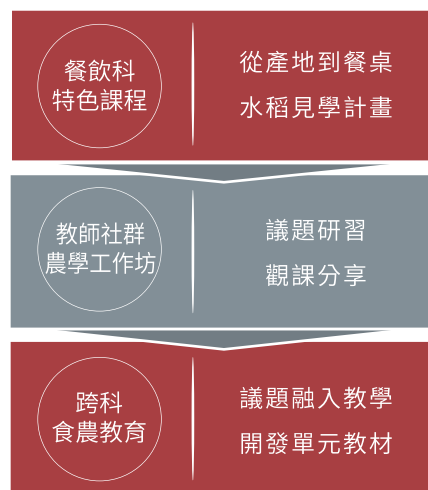 餐飲科
特色課程
從產地到餐桌
水稻見學計畫
教師社群
農學工作坊
議題研習
觀課分享
跨科
食農教育
議題融入教學
開發單元教材